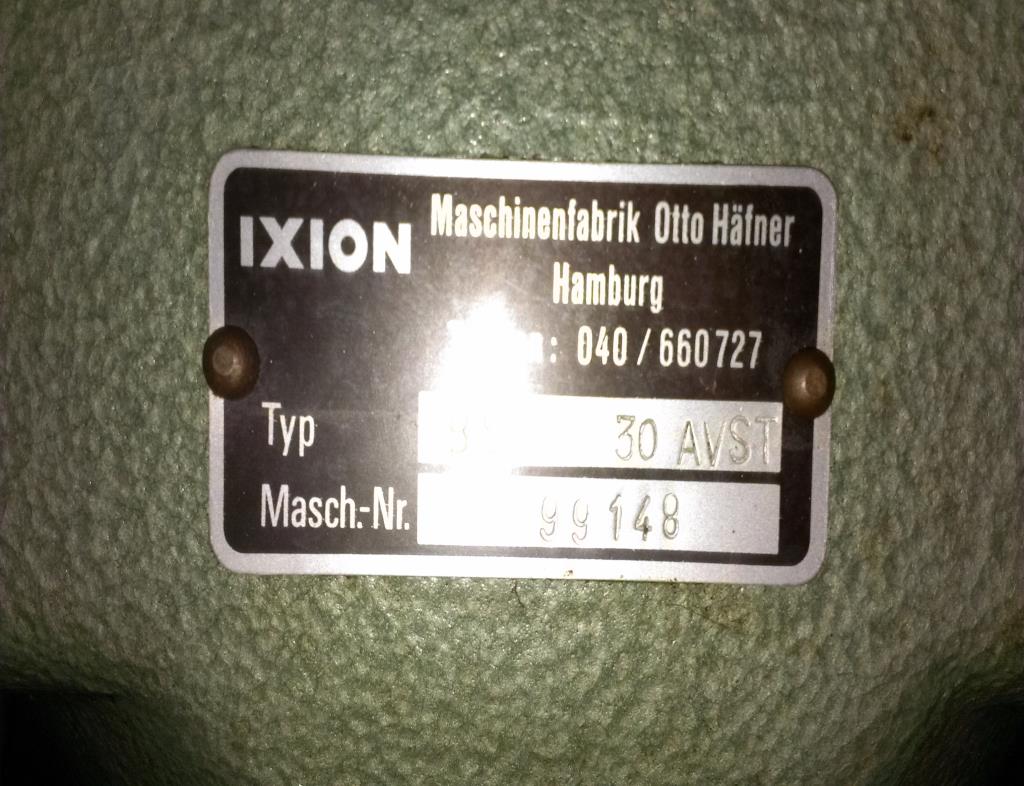 IXION
Maschinenfabrik Otto Häfner
Hamburg
: 040 / 660727
Typ 30 AVST
Masch.-Nr. 99148